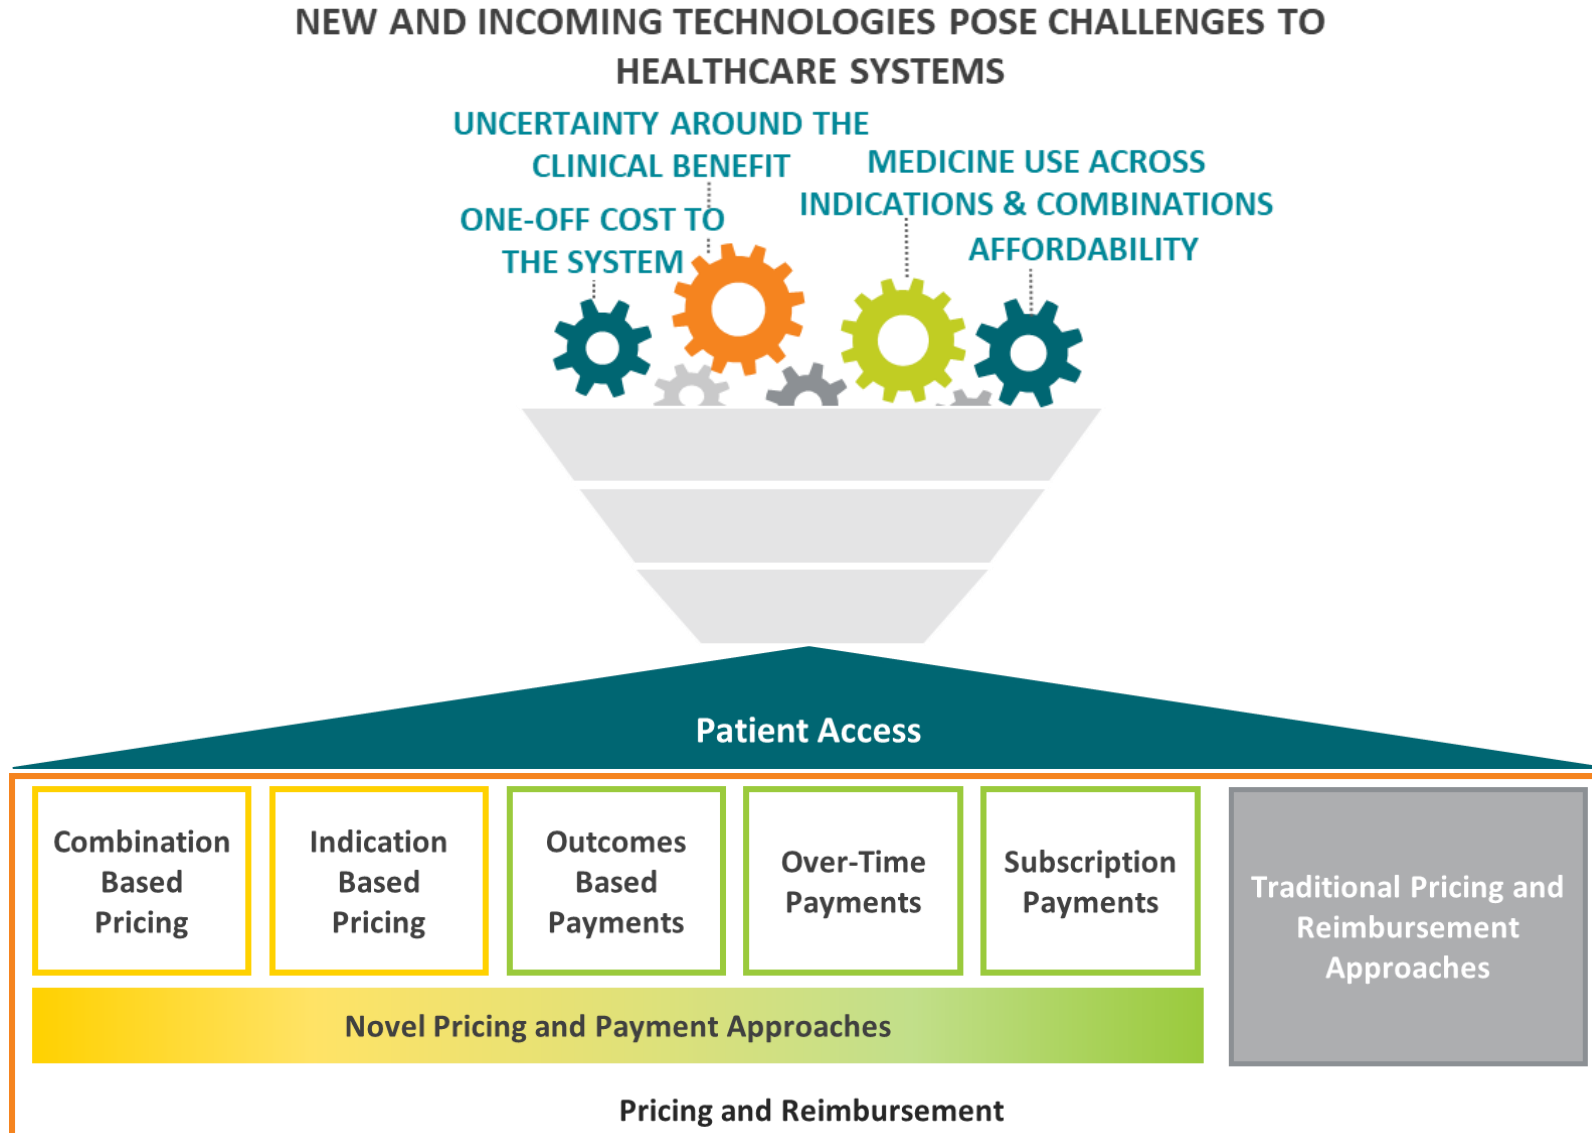 NEW AND INCOMING TECHNOLOGIES POSE CHALLENGES TO
HEALTHCARE SYSTEMS
UNCERTAINTY AROUND THE
CLINICAL BENEFIT
MEDICINE USE ACROSS
INDICATIONS & COMBINATIONS
ONE-OFF COST TO
THE SYSTEM
AFFORDABILITY
Patient Access
Combination
Based
Pricing
Indication
Based
Pricing
Outcomes
Based
Payments
Over-Time
Payments
Subscription
Payments
Traditional Pricing and
Reimbursement
Approaches
Novel Pricing and Payment Approaches
Pricing and Reimbursement